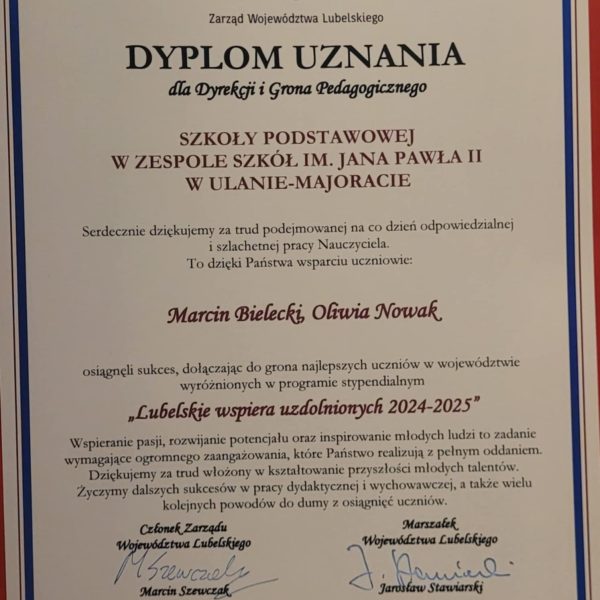 Zarząd Województwa Lubelskiego
DYPLOM UZNANIA
dla Dyrekcji i Grona Pedagogicznego
SZKOŁY PODSTAWOWEJ
W ZESPOLE SZKÓŁ IM. JANA PAWŁA II
W ULANIE-MAJORACIE
Serdecznie dziękujemy za trud podejmowanej na co dzień odpowiedzialnej
i szlachetnej pracy Nauczyciela.
To dzięki Państwa wsparciu uczniowie:
Marcin Bielecki, Oliwia Nowak
osiągnęli sukces, dołączając do grona najlepszych uczniów w województwie
wyróżnionych w programie stypendialnym
„Lubelskie wspiera uzdolnionych 2024-2025”
Wspieranie pasji, rozwijanie potencjału oraz inspirowanie młodych ludzi to zadanie
wymagające ogromnego zaangażowania, które Państwo realizują z pełnym oddaniem.
Dziękujemy za trud włożony w kształtowanie przyszłości młodych talentów.
Życzymy dalszych sukcesów w pracy dydaktycznej i wychowawczej, a także wielu
kolejnych powodów do dumy z osiągnięć uczniów.
Członek Zarządu
Województwa Lubelskiego
M Szewczak
Marcin Szewczak
Marszałek
Województwa Lubelskiego
J. Stawiarski
Jarosław Stawiarski